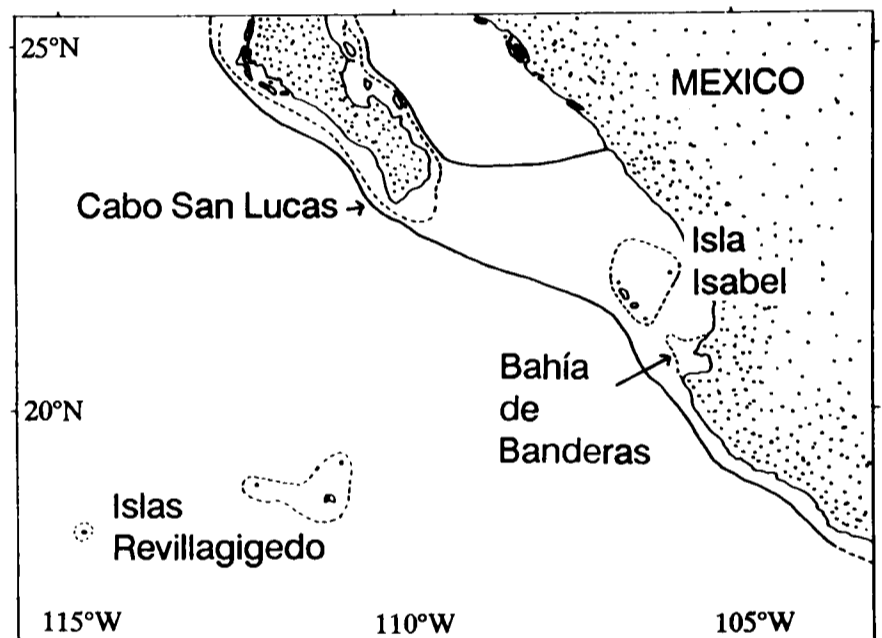 25°N
MEXICO
Cabo San Lucas
Isla
Isabel
Bahía
de
Banderas
20°N
Islas
Revillagigedo
115°W
110°W
105°W